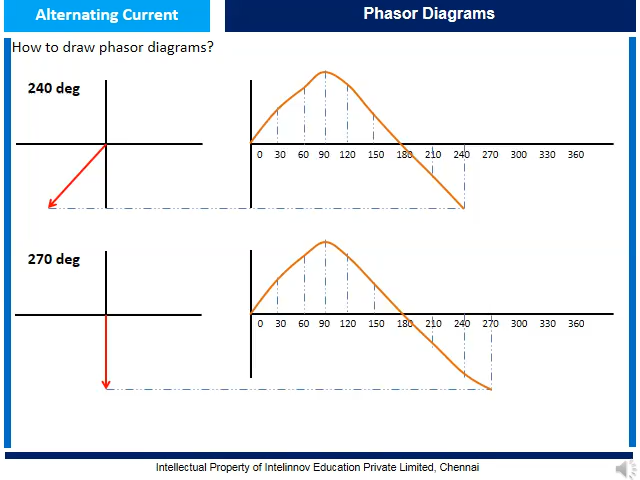 Alternating Current
Phasor Diagrams
How to draw phasor diagrams?
240 deg
0 30 60 90 120 150 180 210 240 270 300 330 360
270 deg
0 30 60 90 120 150 180 210 240 270 300 330 360
Intellectual Property of Intelinnov Education Private Limited, Chennai